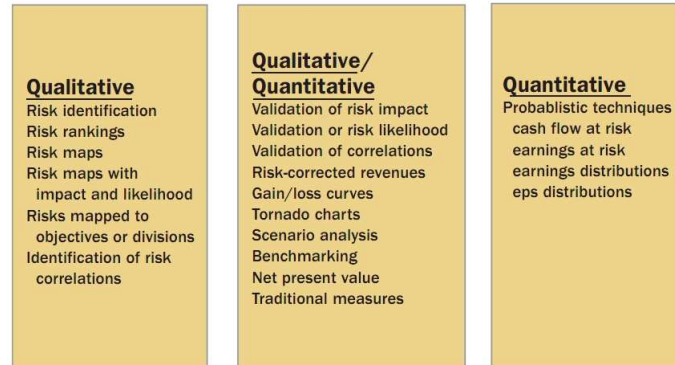 Qualitative
Risk identification
Risk rankings
Risk maps
Risk maps with
impact and likelihood
Risks mapped to
objectives or divisions
Identification of risk
correlations
Qualitative/
Quantitative
Validation of risk impact
Validation or risk likelihood
Validation of correlations
Risk-corrected revenues
Gain/loss curves
Tornado charts
Scenario analysis
Benchmarking
Net present value
Traditional measures
Quantitative
Probablistic techniques
cash flow at risk
earnings at risk
earnings distributions
eps distributions